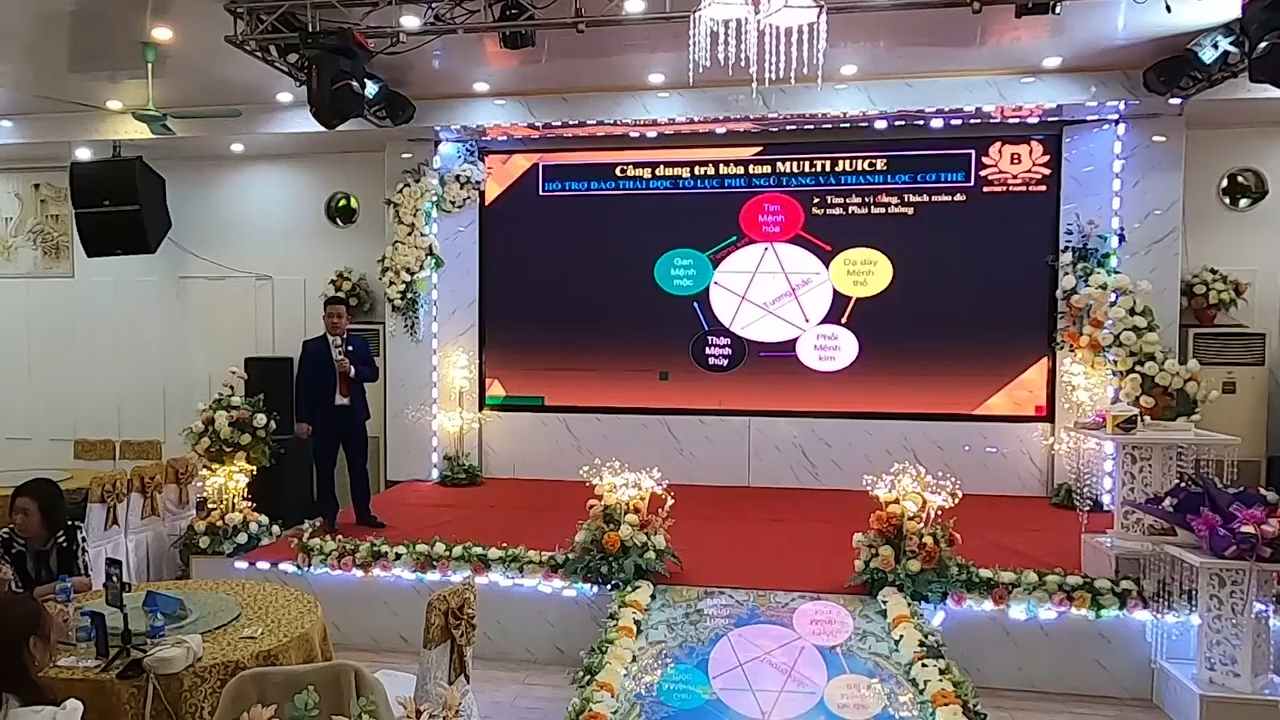 Công dung trà hòa tan MULTI JUICE
HỖ TRỢ ĐÀO THẢI ĐỘC TỐ LỤC PHỦ NGŨ TẠNG VÀ THANH LỌC CƠ THỂ
B
➢ Tim cần vị đắng, Thích màu đỏ
Sợ mặt, Phải lưu thông
Tim
Mệnh
hỏa
Gan
Mệnh
mộc
Dạ dày
Mệnh
thổ
Tương khắc
Thận
Mệnh
thủy
Phổi
Mệnh
kim